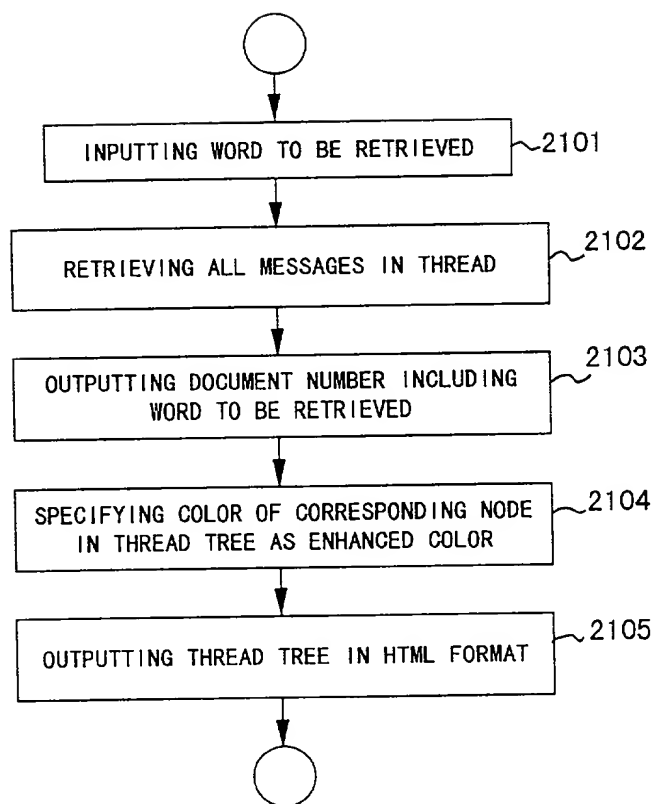 INPUTTING WORD TO BE RETRIEVED
2101
RETRIEVING ALL MESSAGES IN THREAD
2102
OUTPUTTING DOCUMENT NUMBER INCLUDING
WORD TO BE RETRIEVED
2103
SPECIFYING COLOR OF CORRESPONDING NODE
IN THREAD TREE AS ENHANCED COLOR
2104
OUTPUTTING THREAD TREE IN HTML FORMAT
2105